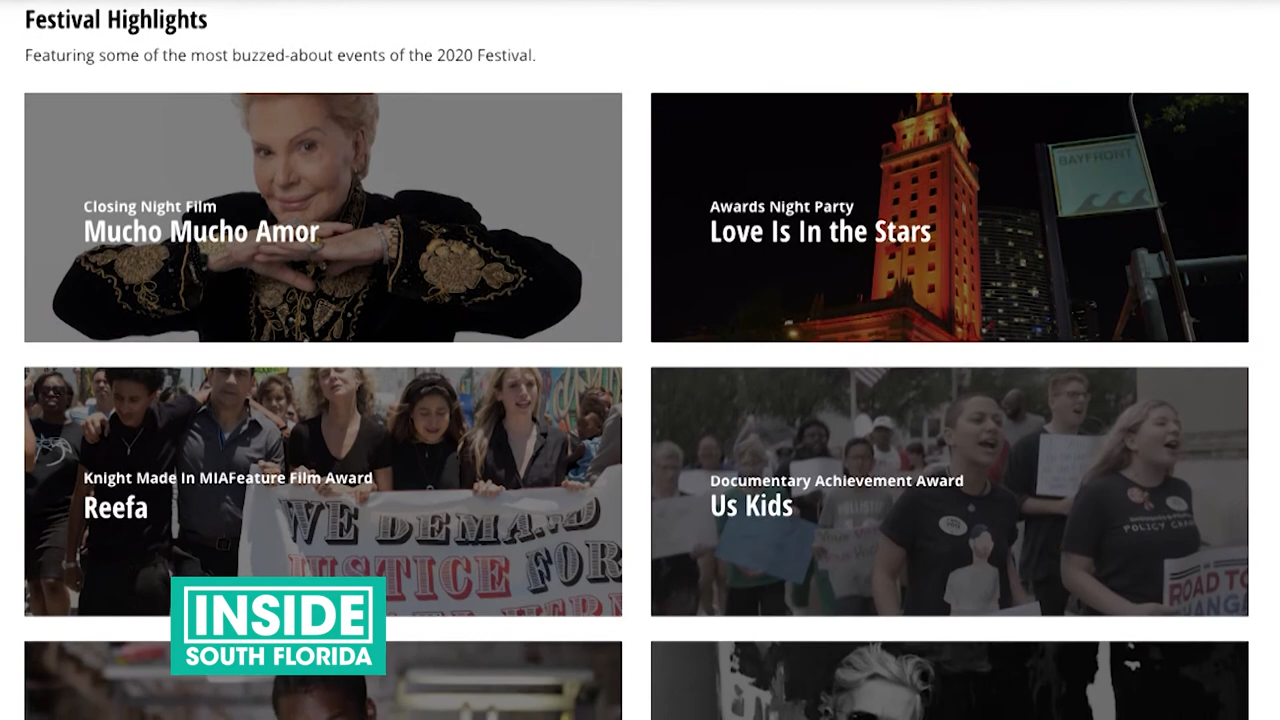 Festival Highlights
Featuring some of the most buzzed-about events of the 2020 Festival.
Closing Night Film
Mucho Mucho Amor
Awards Night Party
Love Is In the Stars
BAYFRONT
Knight Made In MIAFeature Film Award
Reefa
WE DEMAND
JUSTICE FOR
Documentary Achievement Award
Us Kids
POLICY CHAN
ROAD TO
INSIDE
SOUTH FLORIDA